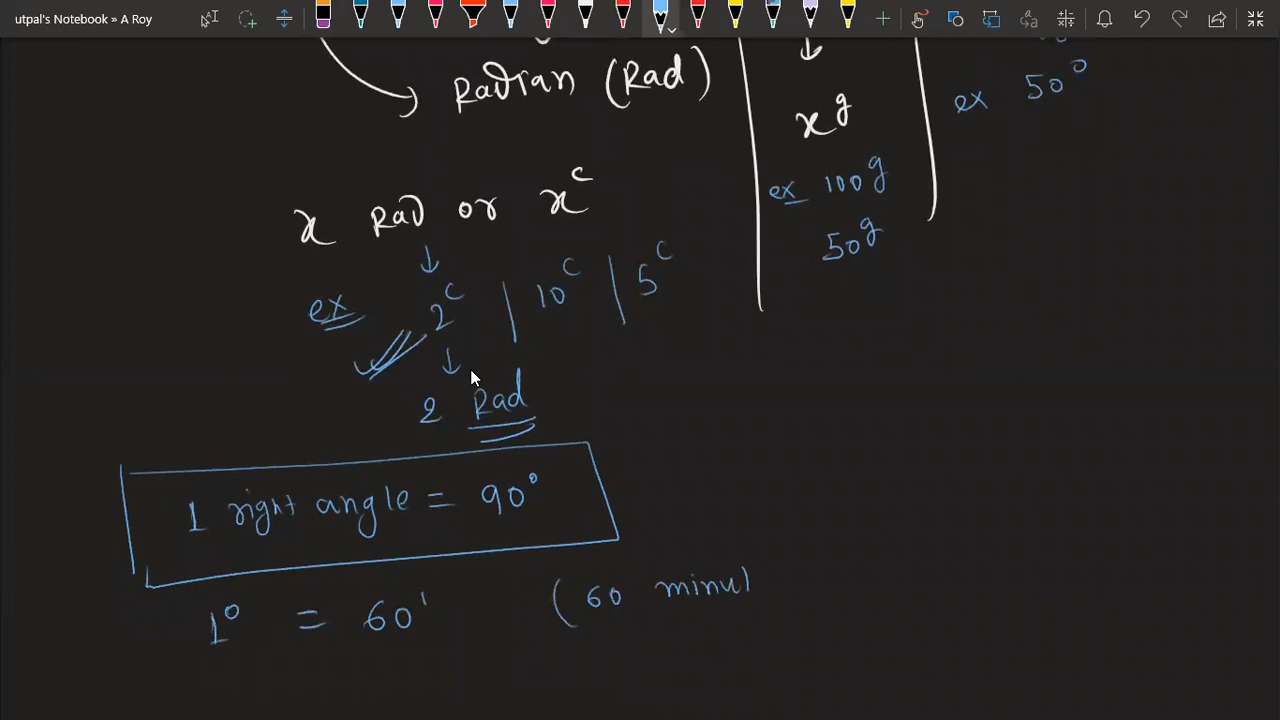 utpal's Notebook » A Roy
Radian (Rad)
x^g
ex 50°
ex 100^g
50^g
x Rad or x^c
ex 2^c | 10^c | 5^c
2 Rad
1 right angle = 90°
1° = 60' (60 minu